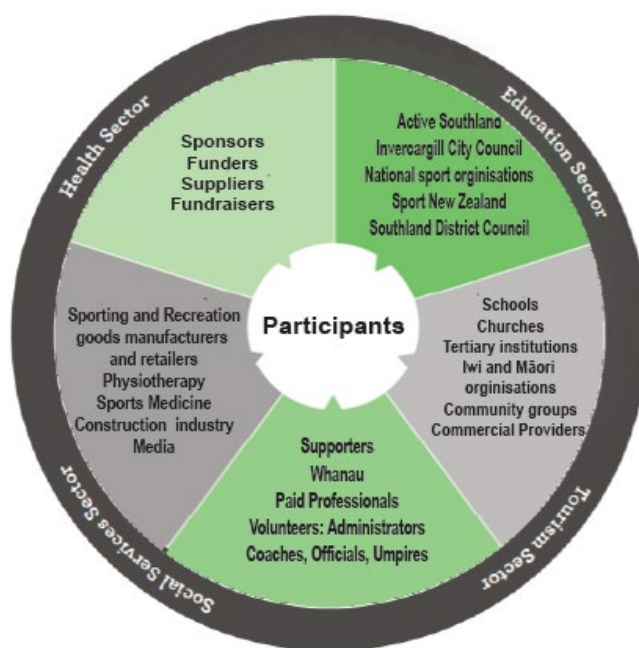 Health Sector
Education Sector
Sponsors
Funders
Suppliers
Fundraisers
Active Southland
Invercargill City Council
National sport orginisations
Sport New Zealand
Southland District Council
Sporting and Recreation
goods manufacturers
and retailers
Physiotherapy
Sports Medicine
Construction industry
Media
Participants
Schools
Churches
Tertiary institutions
Iwi and Māori
orginisations
Community groups
Commercial Providers
Supporters
Whanau
Paid Professionals
Volunteers: Administrators
Coaches, Officials, Umpires
Social Services Sector
Tourism Sector